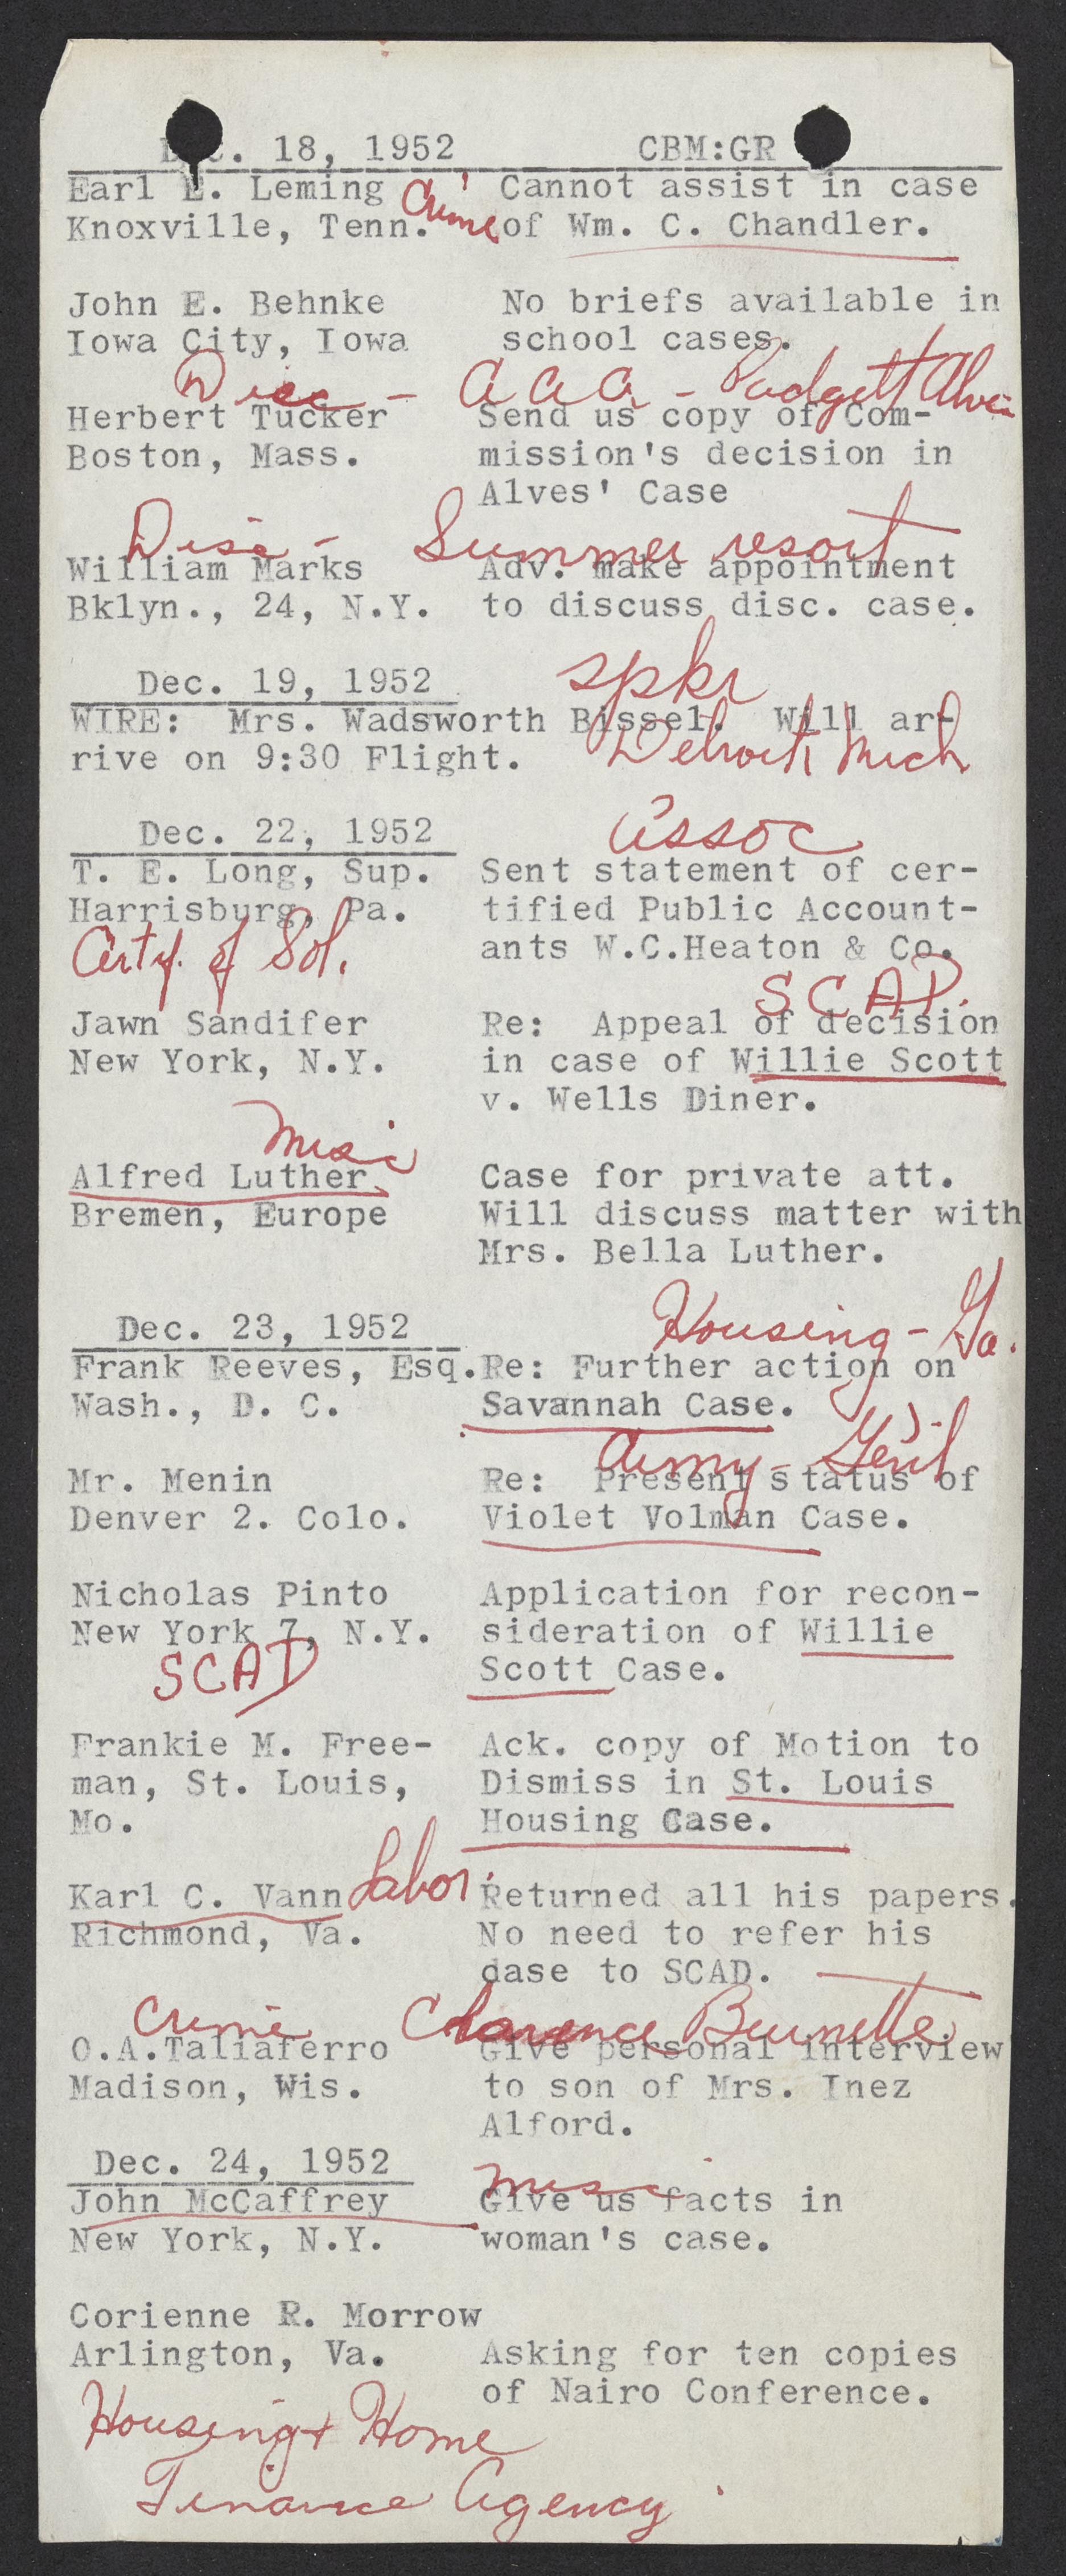 Dec. 18, 1952 CBM:GR
Earl E. Leming Crime Cannot assist in case
Knoxville, Tenn. of Wm. C. Chandler.
John E. Behnke No briefs available in
Iowa City, Iowa school cases.
Disc - a a a - Padgett Alves
Herbert Tucker Send us copy of Com-
Boston, Mass. mission's decision in
Alves' Case
Disc - Summer resort
William Marks Adv. make appointment
Bklyn., 24, N.Y. to discuss disc. case.
Dec. 19, 1952 spkr
WIRE: Mrs. Wadsworth Bissel. Will ar-
rive on 9:30 Flight. Detroit, Mich
Dec. 22, 1952 Assoc
T. E. Long, Sup. Sent statement of cer-
Harrisburg, Pa. tified Public Account-
Certif. of Sol. ants W.C.Heaton & Co.
SCAD.
Jawn Sandifer Re: Appeal of decision
New York, N.Y. in case of Willie Scott
v. Wells Diner.
Misc
Alfred Luther Case for private att.
Bremen, Europe Will discuss matter with
Mrs. Bella Luther.
Dec. 23, 1952 Housing - Ga.
Frank Reeves, Esq. Re: Further action on
Wash., D. C. Savannah Case.
Army - Gen'l
Mr. Menin Re: Present status of
Denver 2. Colo. Violet Volman Case.
Nicholas Pinto Application for recon-
New York 7, N.Y. sideration of Willie
SCAD Scott Case.
Frankie M. Free- Ack. copy of Motion to
man, St. Louis, Dismiss in St. Louis
Mo. Housing Case.
Karl C. Vann Labor. Returned all his papers.
Richmond, Va. No need to refer his
dase to SCAD.
Crime Clarence Burnette
O.A.Taliaferro Give personal interview
Madison, Wis. to son of Mrs. Inez
Alford.
Dec. 24, 1952 Misc
John McCaffrey Give us facts in
New York, N.Y. woman's case.
Corienne R. Morrow
Arlington, Va. Asking for ten copies
of Nairo Conference.
Housing & Home
Finance Agency